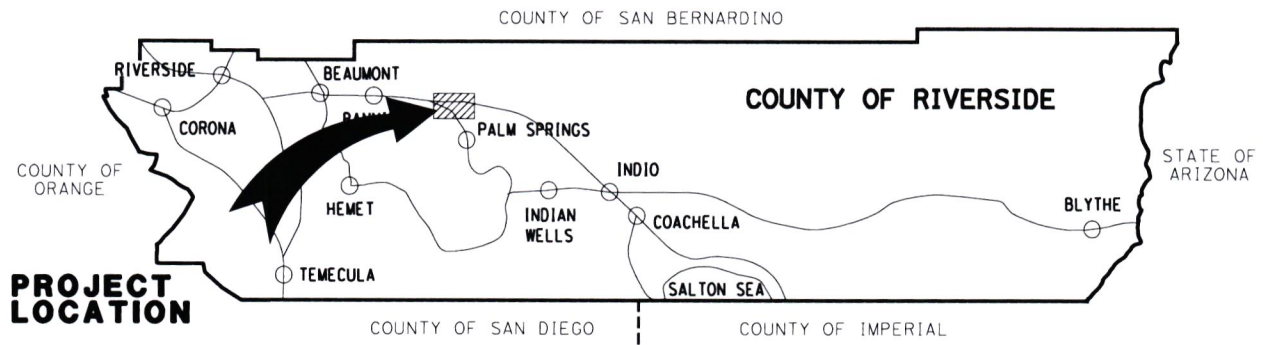 COUNTY OF SAN BERNARDINO
RIVERSIDE
BEAUMONT
COUNTY OF RIVERSIDE
CORONA
PALM SPRINGS
COUNTY OF
ORANGE
STATE OF
ARIZONA
INDIO
HEMET
INDIAN
WELLS
COACHELLA
BLYTHE
TEMECULA
SALTON SEA
PROJECT
LOCATION
COUNTY OF SAN DIEGO
COUNTY OF IMPERIAL